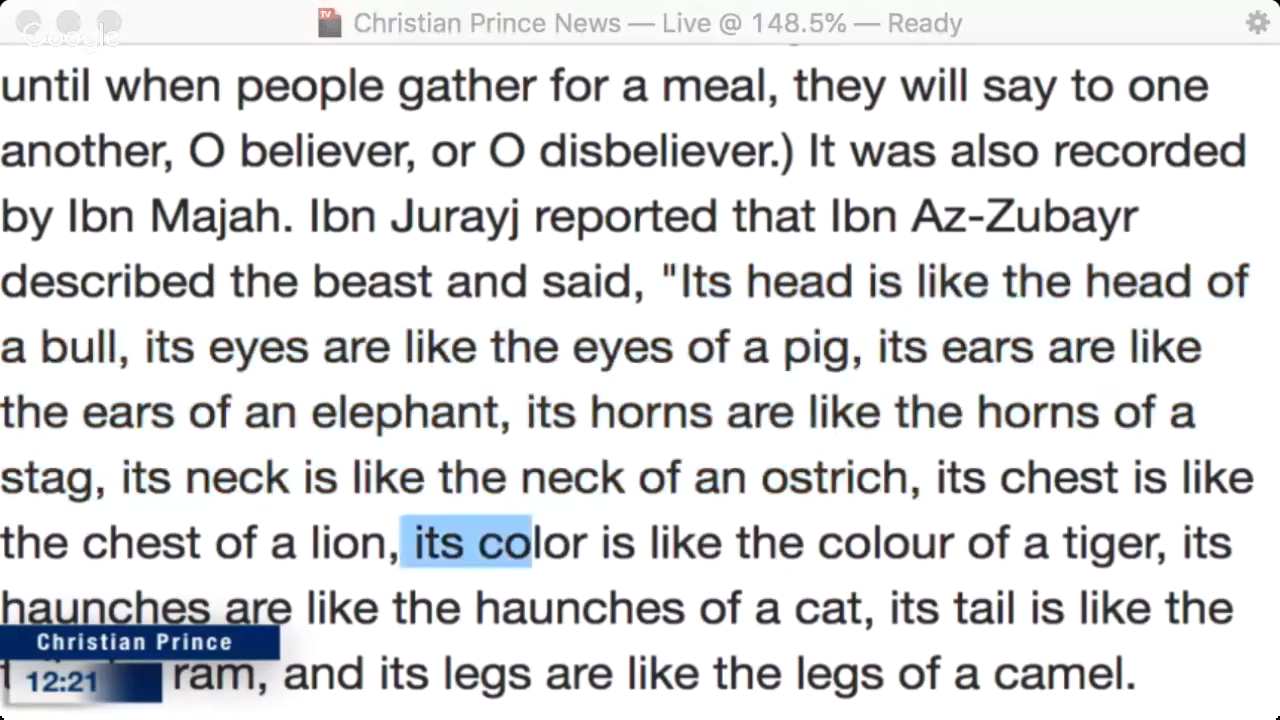 Google
Christian Prince News — Live @ 148.5% — Ready
until when people gather for a meal, they will say to one
another, O believer, or O disbeliever.) It was also recorded
by Ibn Majah. Ibn Jurayj reported that Ibn Az-Zubayr
described the beast and said, "Its head is like the head of
a bull, its eyes are like the eyes of a pig, its ears are like
the ears of an elephant, its horns are like the horns of a
stag, its neck is like the neck of an ostrich, its chest is like
the chest of a lion, its color is like the colour of a tiger, its
haunches are like the haunches of a cat, its tail is like the
ram, and its legs are like the legs of a camel.
Christian Prince
12:21
TV